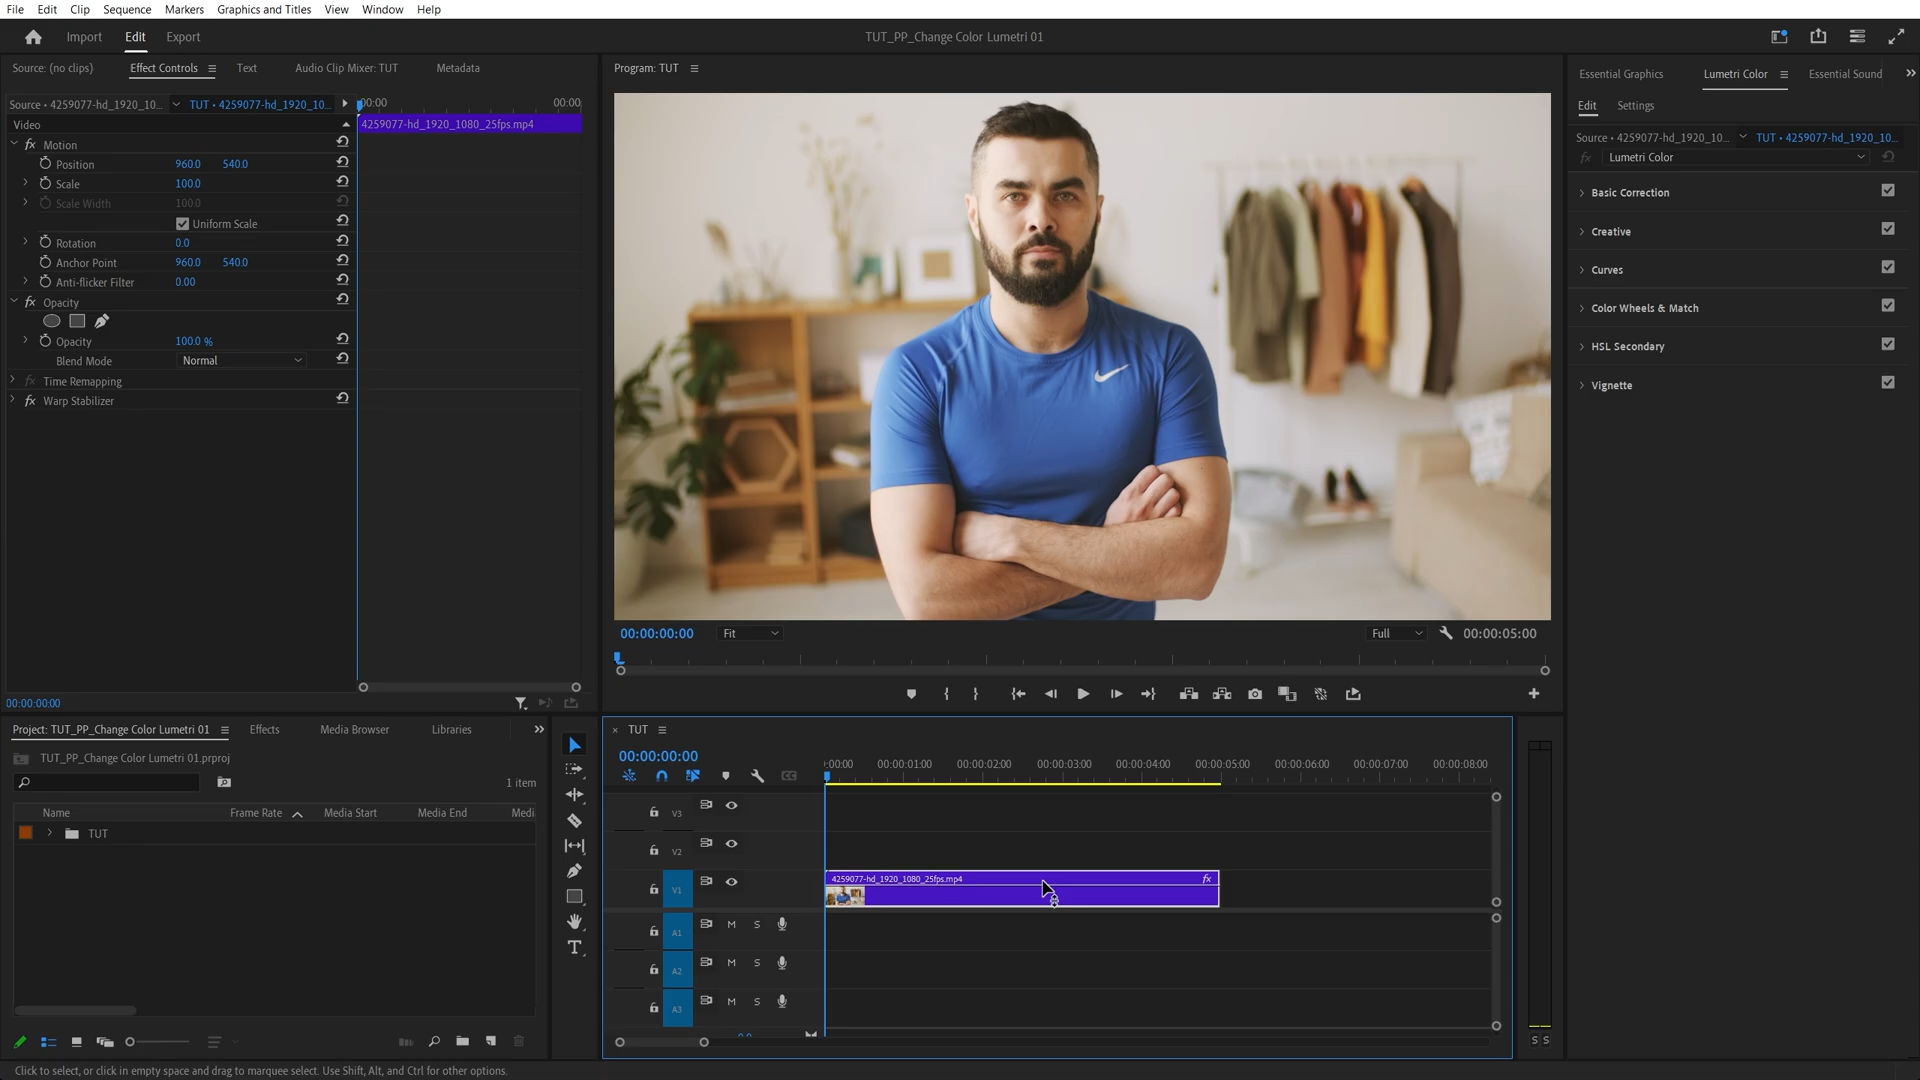 File Edit Clip Sequence Markers Graphics and Titles View Window Help
Import Edit Export
TUT_PP_Change Color Lumetri 01
Source: (no clips) Effect Controls Text Audio Clip Mixer: TUT Metadata
Source • 4259077-hd_1920_10... TUT • 4259077-hd_1920_10...
00:00 00:00
Video
4259077-hd_1920_1080_25fps.mp4
fx Motion
Position 960.0 540.0
Scale 100.0
Scale Width 100.0
Uniform Scale
Rotation 0.0
Anchor Point 960.0 540.0
Anti-flicker Filter 0.00
fx Opacity
Opacity 100.0 %
Blend Mode Normal
fx Time Remapping
fx Warp Stabilizer
00:00:00:00
Program: TUT
00:00:00:00 Fit Full 00:00:05:00
Essential Graphics Lumetri Color Essential Sound
Edit Settings
Source • 4259077-hd_1920_10... TUT • 4259077-hd_1920_10...
fx Lumetri Color
Basic Correction
Creative
Curves
Color Wheels & Match
HSL Secondary
Vignette
Project: TUT_PP_Change Color Lumetri 01 Effects Media Browser Libraries
TUT_PP_Change Color Lumetri 01.prproj
1 item
Name Frame Rate Media Start Media End Medi
TUT
× TUT
00:00:00:00
:00:00 00:00:01:00 00:00:02:00 00:00:03:00 00:00:04:00 00:00:05:00 00:00:06:00 00:00:07:00 00:00:08:00
V3
V2
V1
4259077-hd_1920_1080_25fps.mp4 fx
A1 M S
A2 M S
A3 M S
S S
Click to select, or click in empty space and drag to marquee select. Use Shift, Alt, and Ctrl for other options.